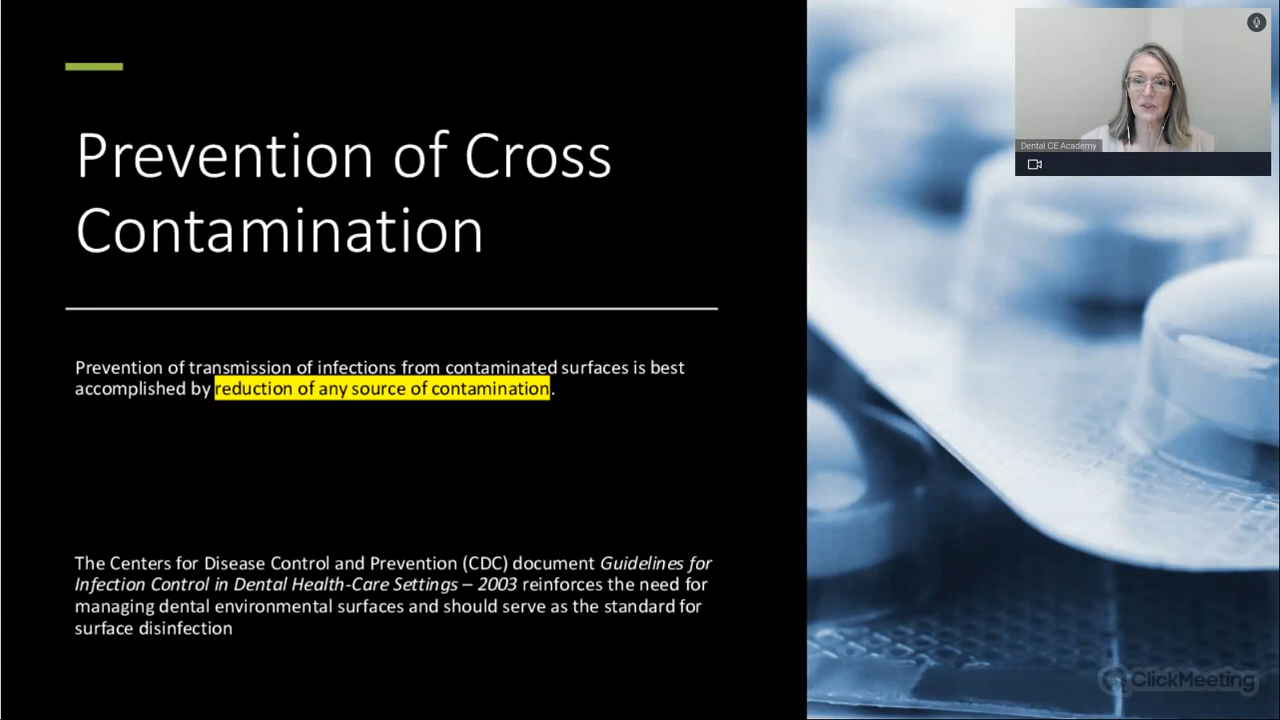 Prevention of Cross
Contamination
Prevention of transmission of infections from contaminated surfaces is best
accomplished by reduction of any source of contamination.
The Centers for Disease Control and Prevention (CDC) document Guidelines for
Infection Control in Dental Health-Care Settings – 2003 reinforces the need for
managing dental environmental surfaces and should serve as the standard for
surface disinfection
Dental CE Academy
ClickMeeting